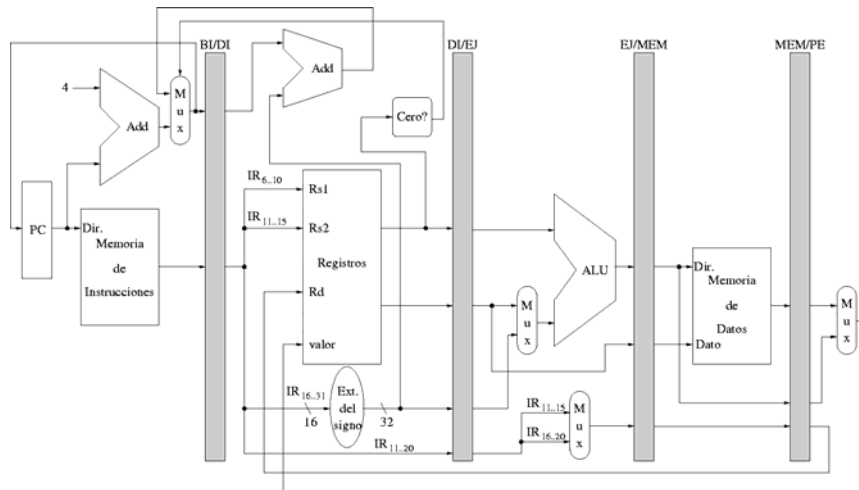 BI/DI
DI/EJ
EJ/MEM
MEM/PE
4
Add
M
u
x
Add
Cero?
PC
Dir.
Memoria
de
Instrucciones
IR6..10
IR11..15
Rs1
Rs2
Registros
Rd
valor
IR16..31
16
Ext.
del
signo
32
IR11..20
M
u
x
ALU
IR11..15
IR16..20
M
u
x
Dir.
Memoria
de
Datos
Dato
M
u
x